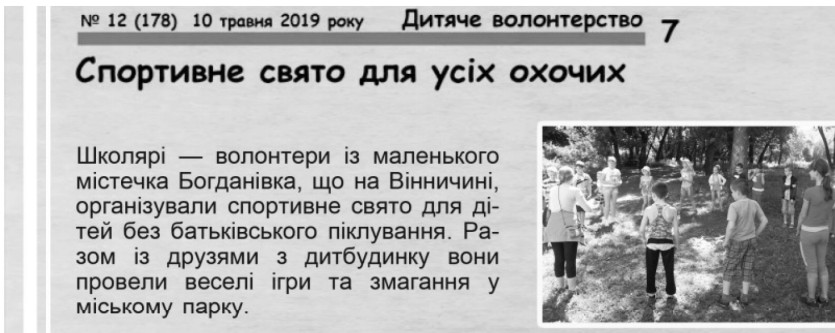 № 12 (178) 10 травня 2019 року Дитяче волонтерство 7
Спортивне свято для усіх охочих
Школярі — волонтери із маленького
містечка Богданівка, що на Вінничині,
організували спортивне свято для ді-
тей без батьківського піклування. Ра-
зом із друзями з дитбудинку вони
провели веселі ігри та змагання у
міському парку.